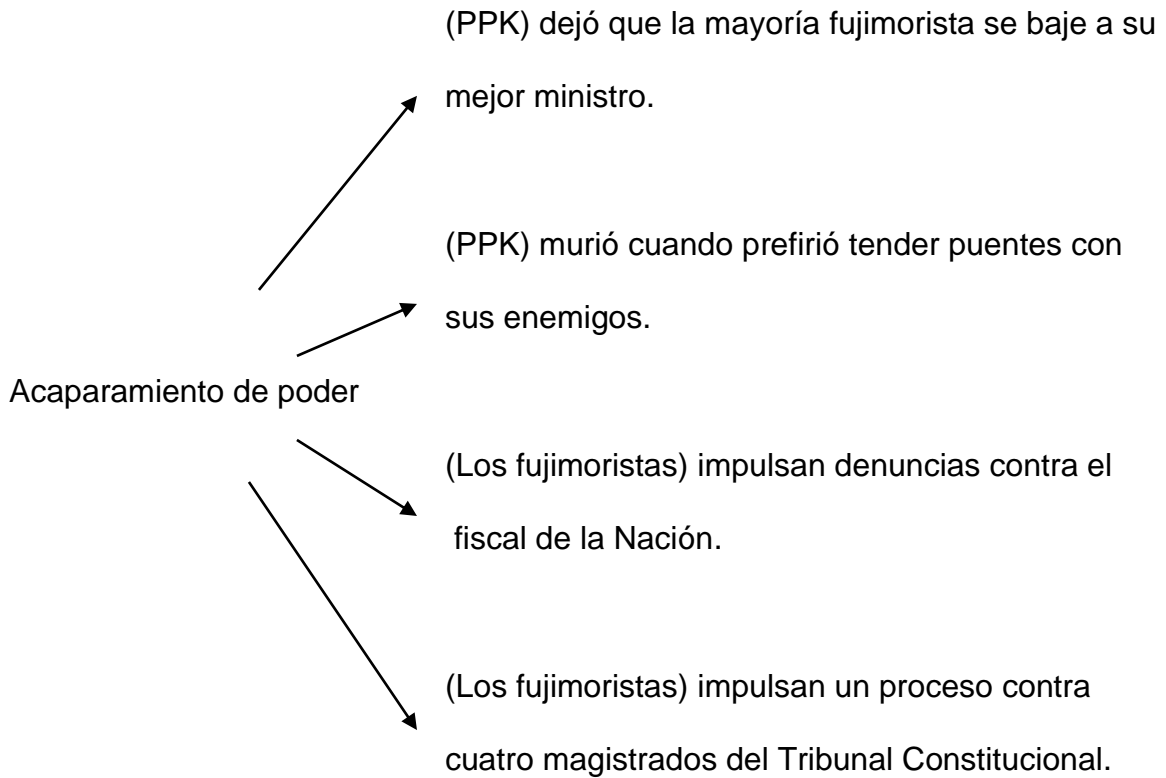 (PPK) dejó que la mayoría fujimorista se baje a su
mejor ministro.
(PPK) murió cuando prefirió tender puentes con
sus enemigos.
Acaparamiento de poder
(Los fujimoristas) impulsan denuncias contra el
fiscal de la Nación.
(Los fujimoristas) impulsan un proceso contra
cuatro magistrados del Tribunal Constitucional.